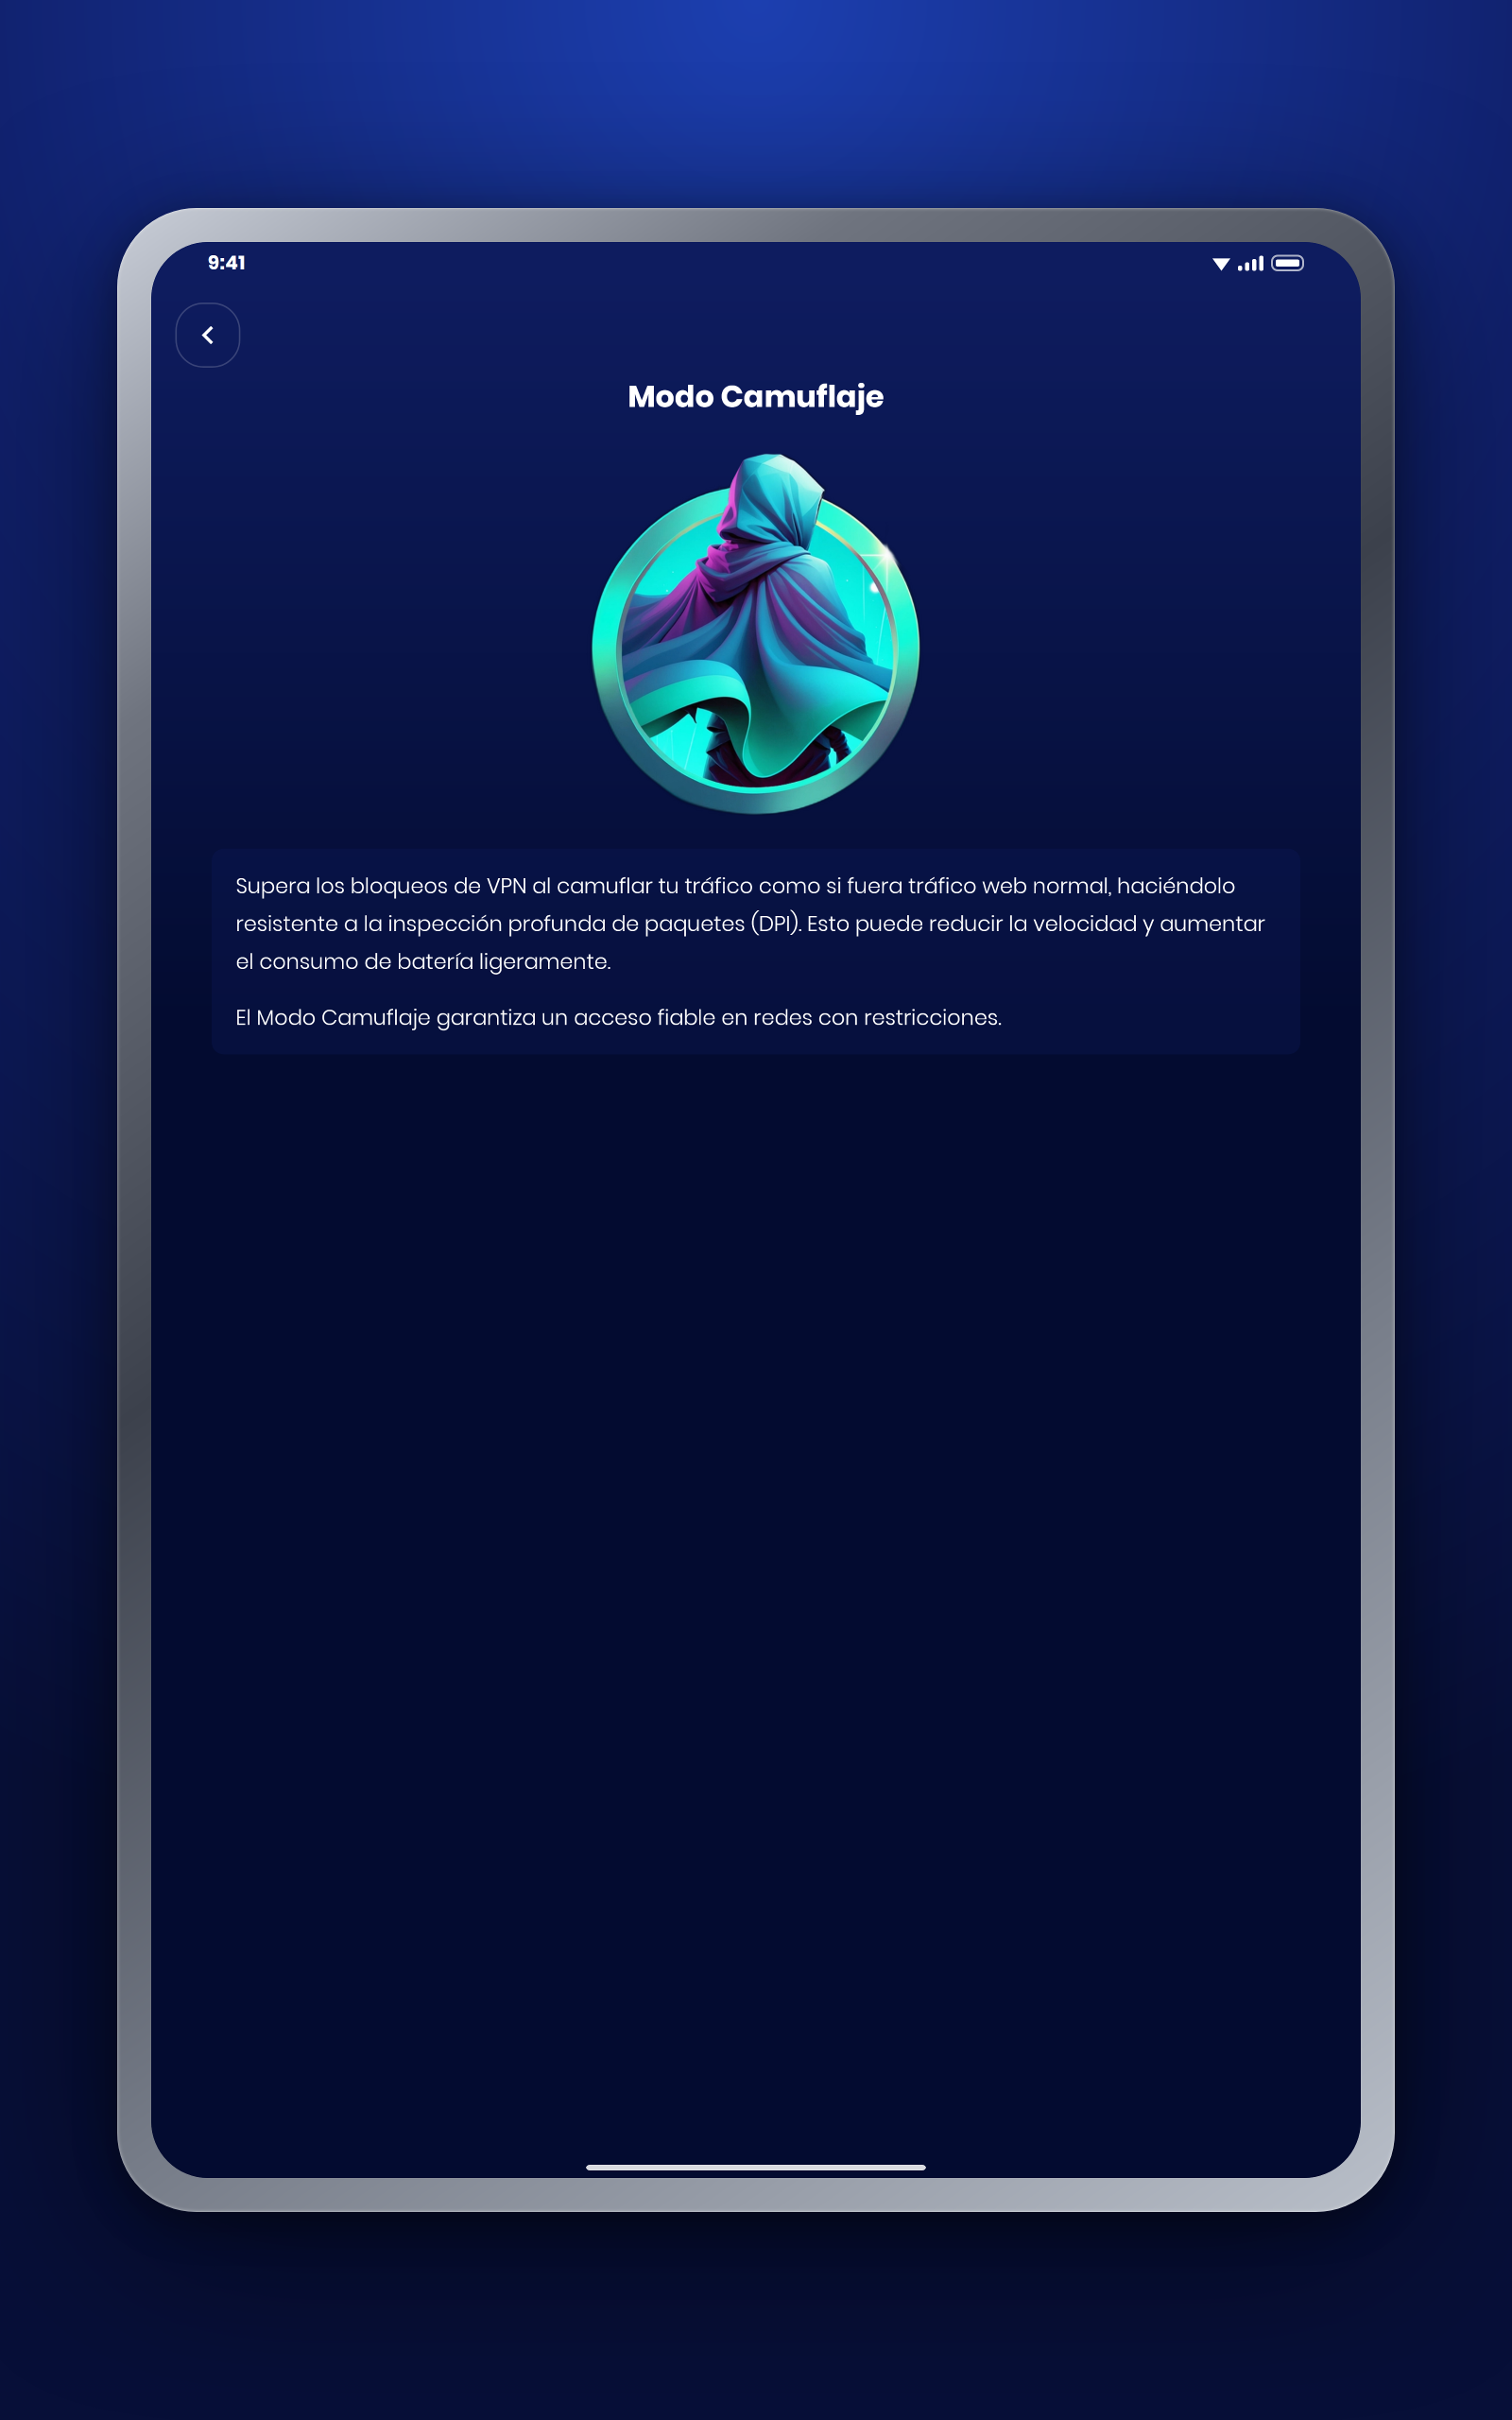 9:41
Modo Camuflaje
Supera los bloqueos de VPN al camuflar tu tráfico como si fuera tráfico web normal, haciéndolo
resistente a la inspección profunda de paquetes (DPI). Esto puede reducir la velocidad y aumentar
el consumo de batería ligeramente.
El Modo Camuflaje garantiza un acceso fiable en redes con restricciones.